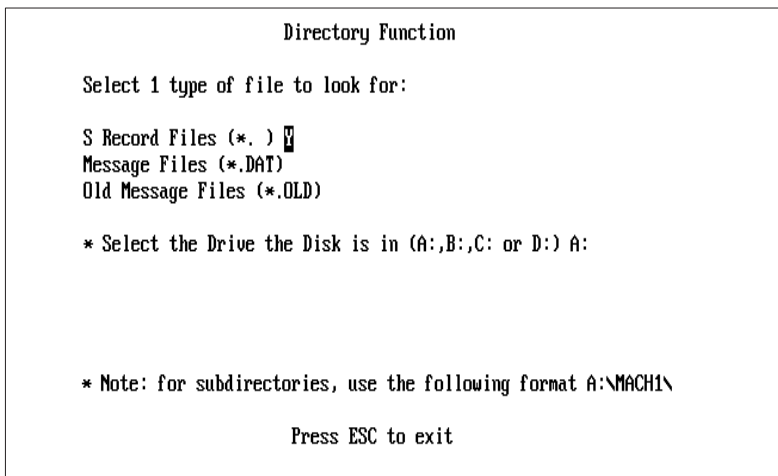 Directory Function
Select 1 type of file to look for:
S Record Files (*. ) Y
Message Files (*.DAT)
Old Message Files (*.OLD)
* Select the Drive the Disk is in (A:,B:,C: or D:) A:
* Note: for subdirectories, use the following format A:\MACH1\
Press ESC to exit